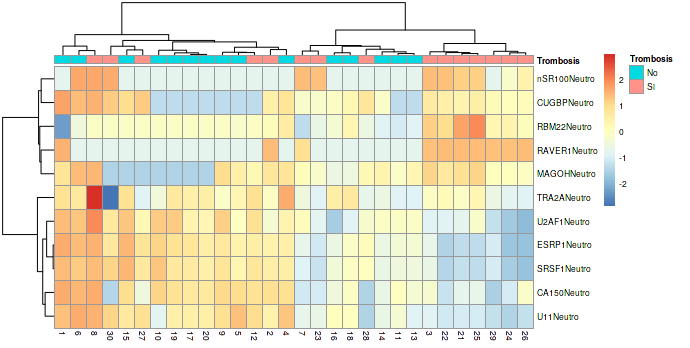 Trombosis
nSR100Neutro
CUGBPNeutro
RBM22Neutro
RAVER1Neutro
MAGOHNeutro
TRA2ANeutro
U2AF1Neutro
ESRP1Neutro
SRSF1Neutro
CA150Neutro
U11Neutro
1 6 8 30 15 27 10 19 17 20 9 5 12 2 4 7 23 16 18 28 14 11 13 3 22 21 25 29 24 26
2
1
0
-1
-2
Trombosis
No
SI